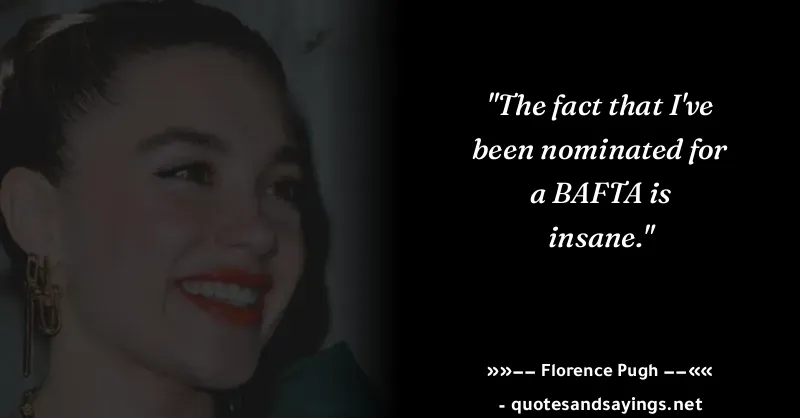 "The fact that I've
been nominated for
a BAFTA is
insane."
»»–– Florence Pugh ––««
- quotesandsayings.net